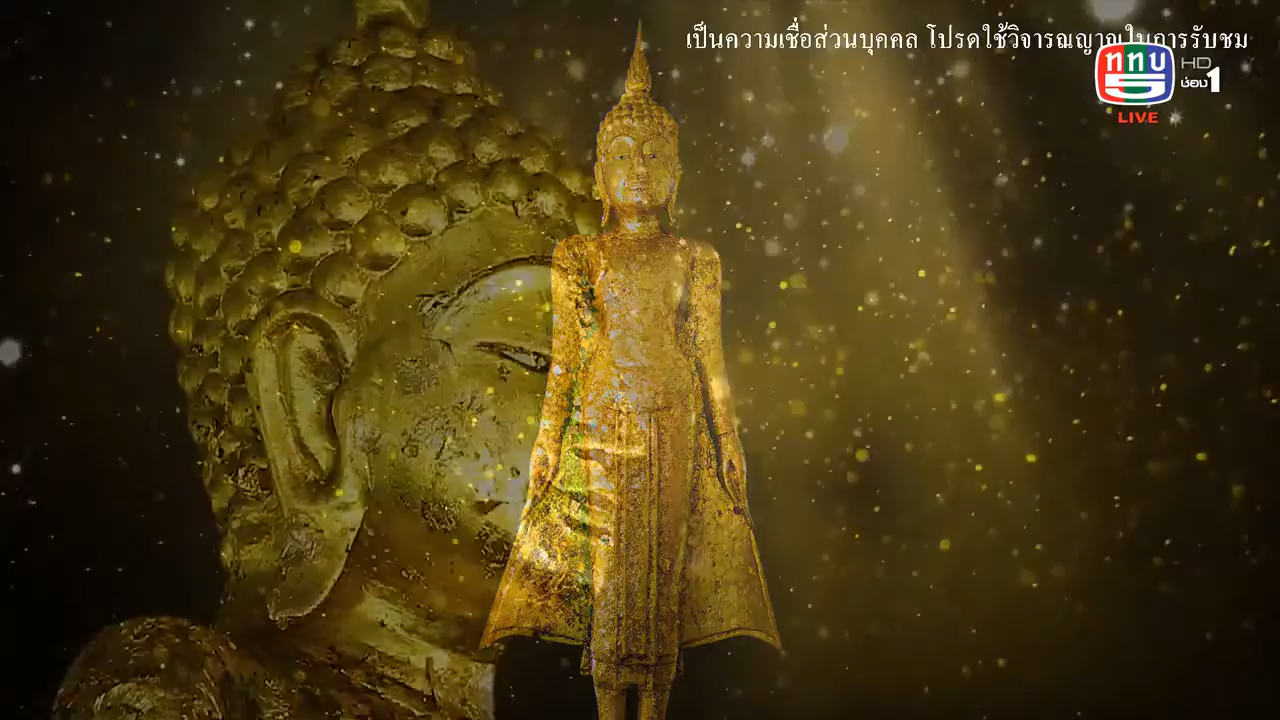 เป็นความเชื่อส่วนบุคคล โปรดใช้วิจารณญาณในการรับชม
ททบ
5
HD
ช่อง 1
LIVE